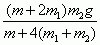 (m + 2m₁)m₂g
m + 4(m₁ + m₂)